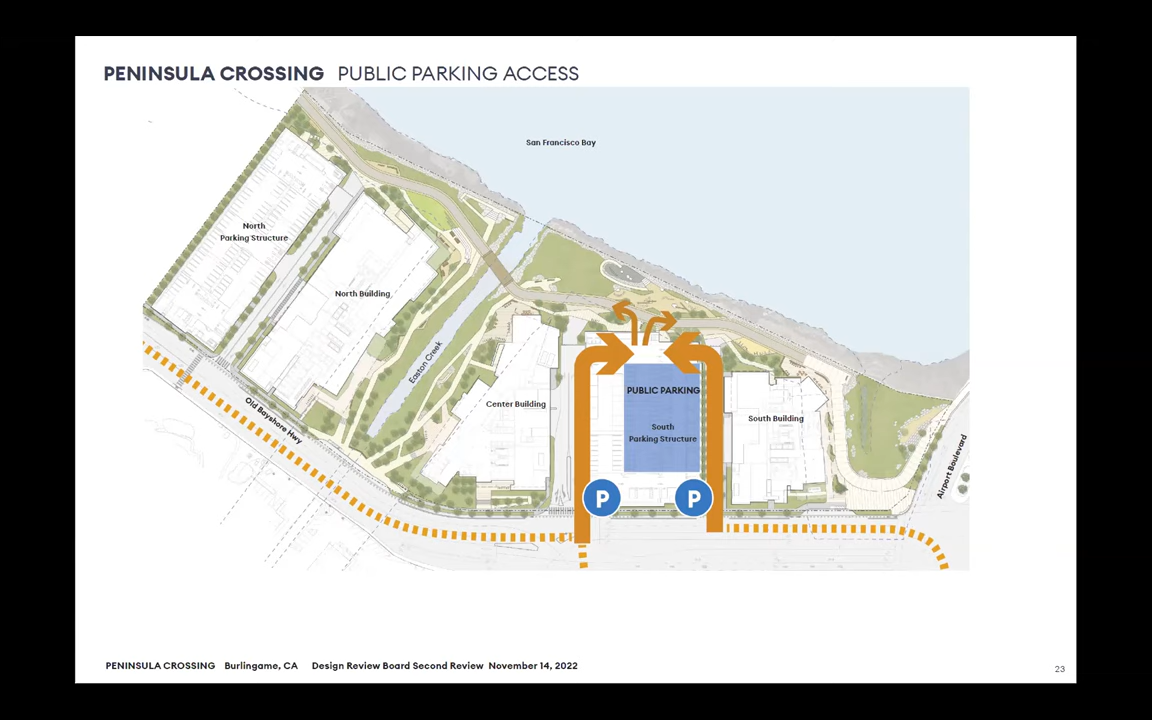 PENINSULA CROSSING PUBLIC PARKING ACCESS
San Francisco Bay
North
Parking Structure
North Building
Easton Creek
Old Bayshore Hwy
Center Building
PUBLIC PARKING
South
Parking Structure
South Building
Airport Boulevard
P
P
PENINSULA CROSSING Burlingame, CA Design Review Board Second Review November 14, 2022
23